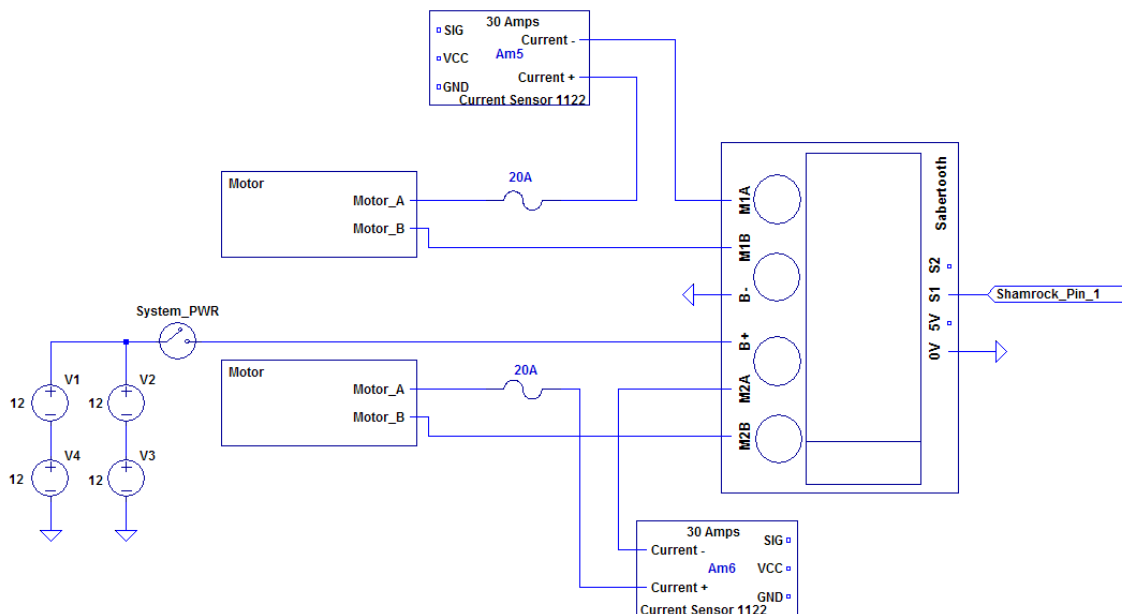 30 Amps
SIG
Current -
Am5
VCC
Current +
GND
Current Sensor 1122
Motor
Motor_A
Motor_B
20A
M1A
M1B
B-
B+
M2A
M2B
Sabertooth
S2
S1
5V
0V
Shamrock_Pin_1
System_PWR
V1
12
V2
12
V4
12
V3
12
Motor
Motor_A
Motor_B
20A
30 Amps
SIG
Current -
Am6
VCC
Current +
GND
Current Sensor 1122